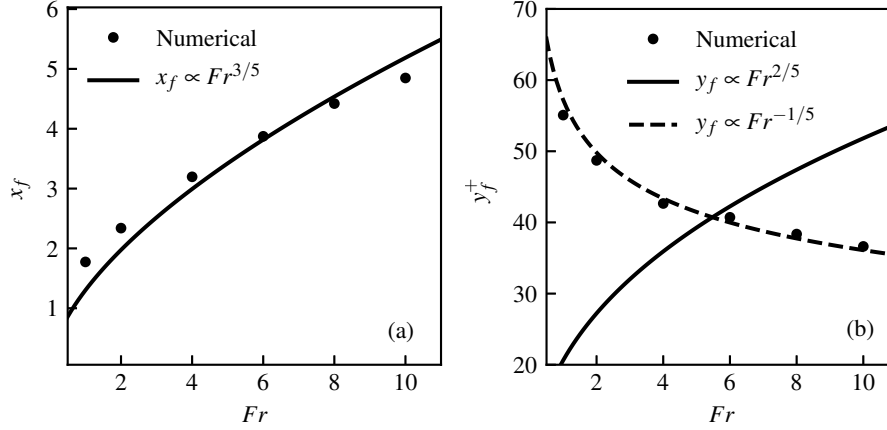 6
5
4
3
2
1
x_f
Numerical
x_f ∝ Fr^{3/5}
(a)
2 4 6 8 10
Fr
70
60
50
40
30
20
y_f^+
Numerical
y_f ∝ Fr^{2/5}
y_f ∝ Fr^{−1/5}
(b)
2 4 6 8 10
Fr